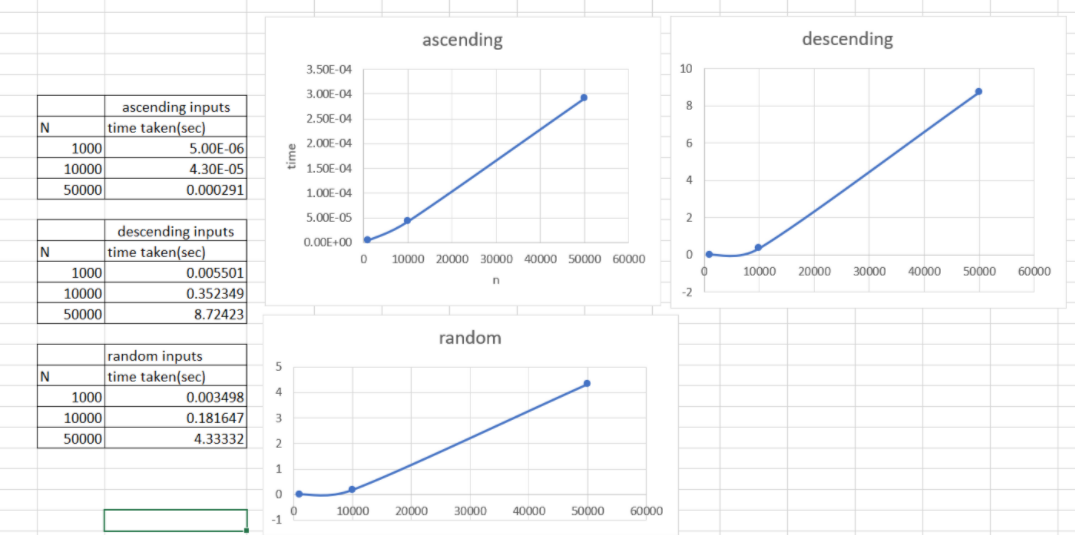 ascending inputs
N time taken(sec)
1000 5.00E-06
10000 4.30E-05
50000 0.000291
descending inputs
N time taken(sec)
1000 0.005501
10000 0.352349
50000 8.72423
random inputs
N time taken(sec)
1000 0.003498
10000 0.181647
50000 4.33332
ascending
3.50E-04
3.00E-04
2.50E-04
2.00E-04
1.50E-04
1.00E-04
5.00E-05
0.00E+00
time
0 10000 20000 30000 40000 50000 60000
n
descending
10
8
6
4
2
0
-2
0 10000 20000 30000 40000 50000 60000
random
5
4
3
2
1
0
-1
0 10000 20000 30000 40000 50000 60000